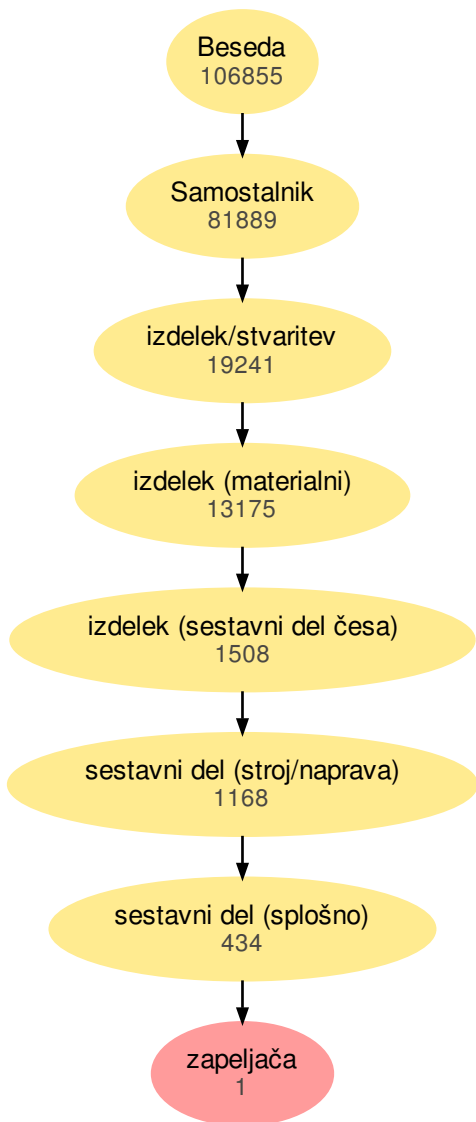 Beseda
106855
Samostalnik
81889
izdelek/stvaritev
19241
izdelek (materialni)
13175
izdelek (sestavni del česa)
1508
sestavni del (stroj/naprava)
1168
sestavni del (splošno)
434
zapeljača
1